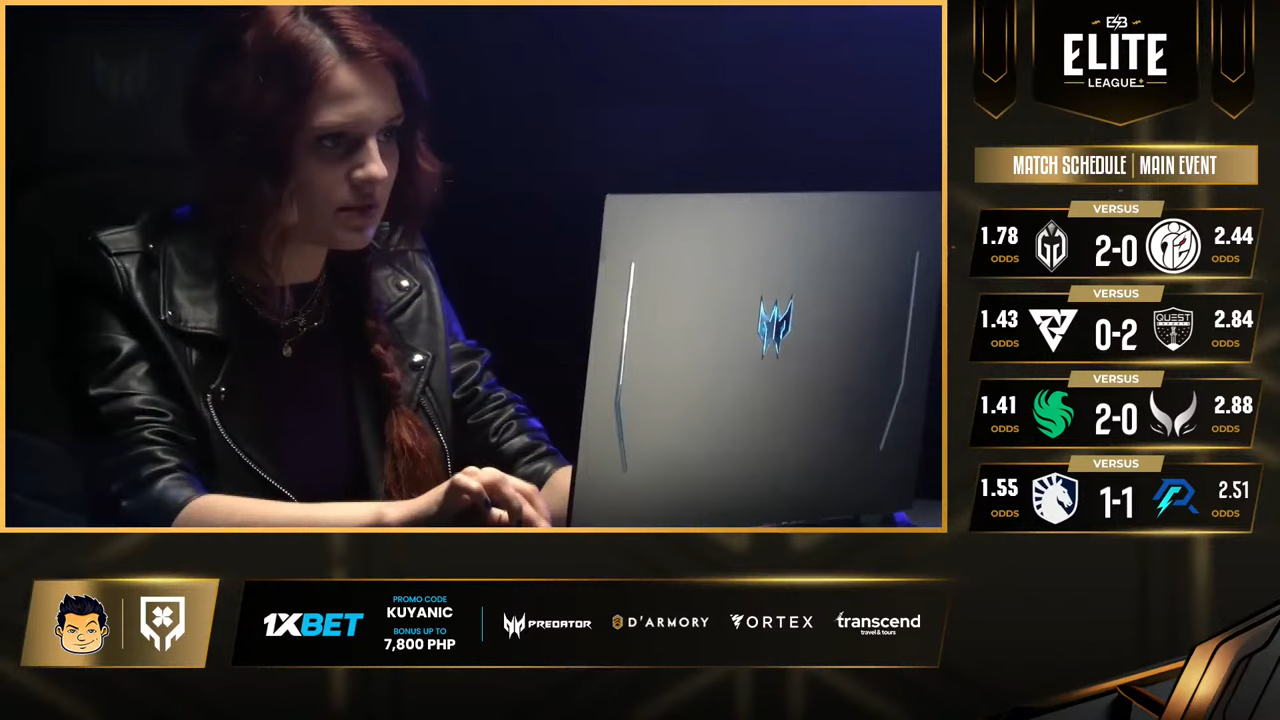 ESB
ELITE
LEAGUE
MATCH SCHEDULE | MAIN EVENT
VERSUS
1.78 2-0 2.44
ODDS ODDS
VERSUS
1.43 0-2 QUEST 2.84
ODDS ESPORTS ODDS
VERSUS
1.41 2-0 2.88
ODDS ODDS
VERSUS
1.55 1-1 2.51
ODDS ODDS
1XBET
PROMO CODE
KUYANIC
BONUS UP TO
7,800 PHP
PREDATOR
D'ARMORY
VORTEX
transcend
travel & tours